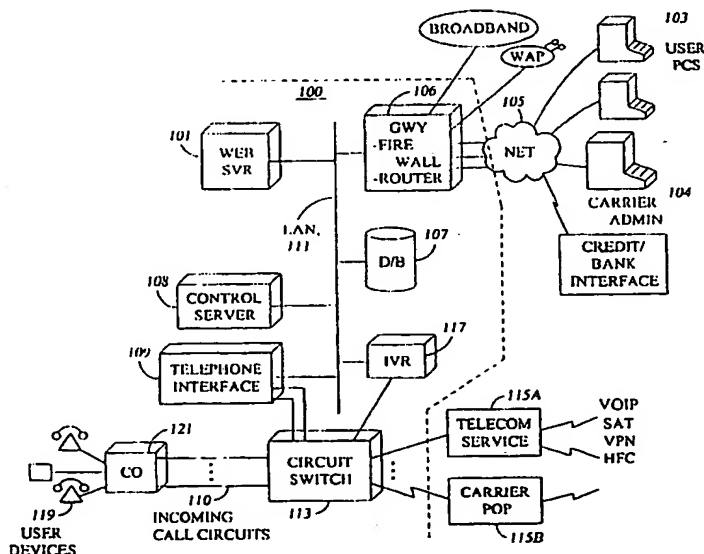 BROADBAND
WAP
103
USER
PCS
100
106
105
101
WEB
SVR
GWY
-FIRE
WALL
-ROUTER
NET
104
CARRIER
ADMIN
LAN,
111
107
D/B
CREDIT/
BANK
INTERFACE
108
CONTROL
SERVER
109
TELEPHONE
INTERFACE
117
IVR
115A
TELECOM
SERVICE
VOIP
SAT
VPN
HFC
121
CO
CIRCUIT
SWITCH
CARRIER
POP
119
USER
DEVICES
110
INCOMING
CALL CIRCUITS
113
115B